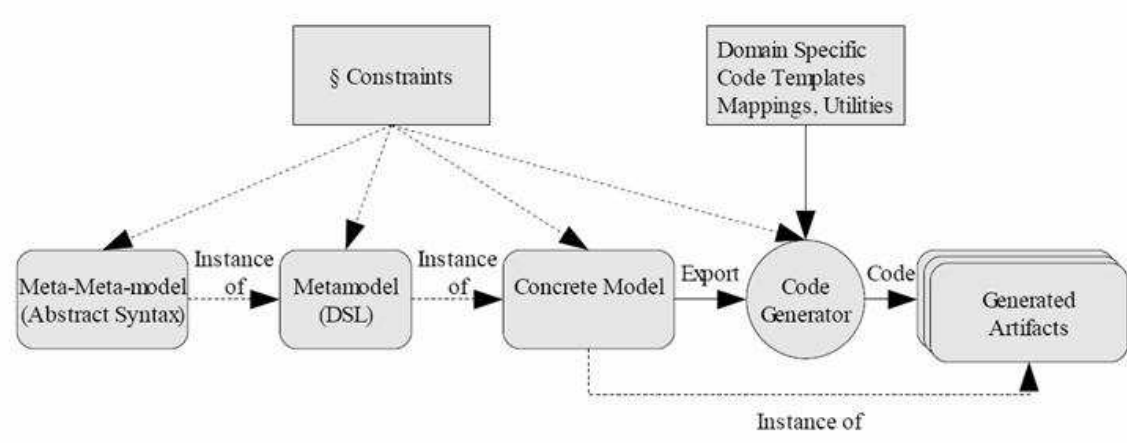 § Constraints
Domain Specific
Code Templates
Mappings, Utilities
Meta-Meta-model
(Abstract Syntax)
Instance
of
Metamodel
(DSL)
Instance
of
Concrete Model
Export
Code
Generator
Code
Generated
Artifacts
Instance of